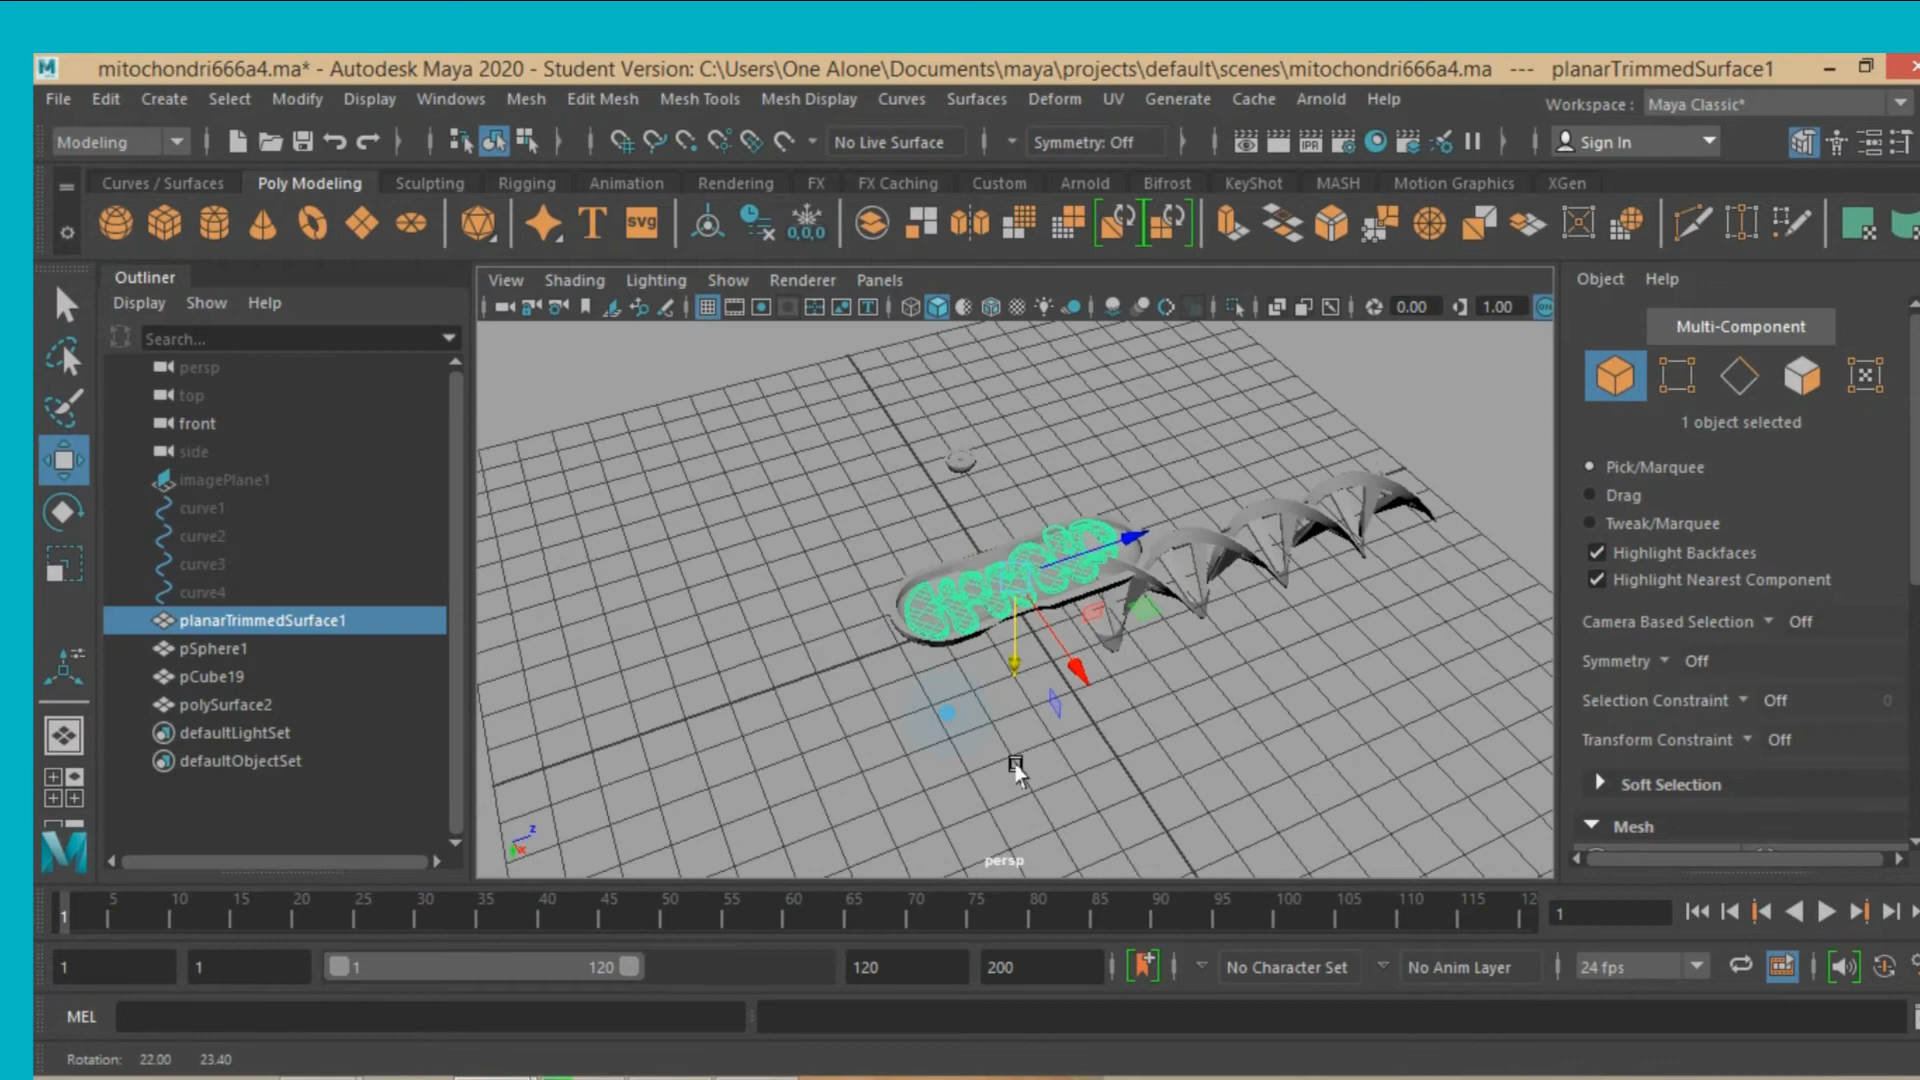 mitochondri666a4.ma* - Autodesk Maya 2020 - Student Version: C:\Users\One Alone\Documents\maya\projects\default\scenes\mitochondri666a4.ma --- planarTrimmedSurface1
File Edit Create Select Modify Display Windows Mesh Edit Mesh Mesh Tools Mesh Display Curves Surfaces Deform UV Generate Cache Arnold Help
Workspace : Maya Classic*
Modeling No Live Surface Symmetry: Off IPR Sign In
Curves / Surfaces Poly Modeling Sculpting Rigging Animation Rendering FX FX Caching Custom Arnold Bifrost KeyShot MASH Motion Graphics XGen
T svg 0,0,0
Outliner
Display Show Help
Search...
persp
top
front
side
imagePlane1
curve1
curve2
curve3
curve4
planarTrimmedSurface1
pSphere1
pCube19
polySurface2
defaultLightSet
defaultObjectSet
View Shading Lighting Show Renderer Panels
0.00 1.00 ON
z
x
persp
Object Help
Multi-Component
1 object selected
Pick/Marquee
Drag
Tweak/Marquee
Highlight Backfaces
Highlight Nearest Component
Camera Based Selection Off
Symmetry Off
Selection Constraint Off 0
Transform Constraint Off
Soft Selection
Mesh
1 5 10 15 20 25 30 35 40 45 50 55 60 65 70 75 80 85 90 95 100 105 110 115 12 1
1 1 1 120 120 200 No Character Set No Anim Layer 24 fps
MEL
Rotation: 22.00 23.40